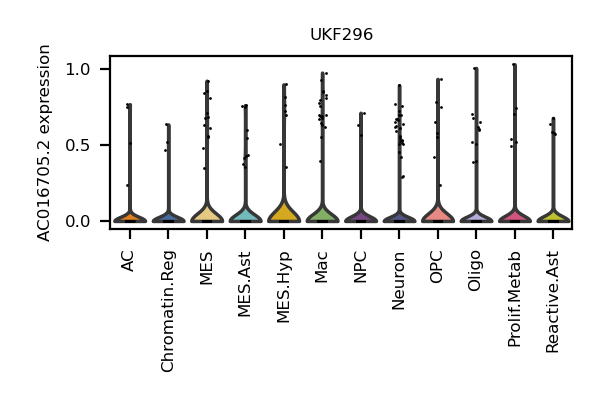 UKF296
AC016705.2 expression
1.0
0.5
0.0
AC
Chromatin.Reg
MES
MES.Ast
MES.Hyp
Mac
NPC
Neuron
OPC
Oligo
Prolif.Metab
Reactive.Ast